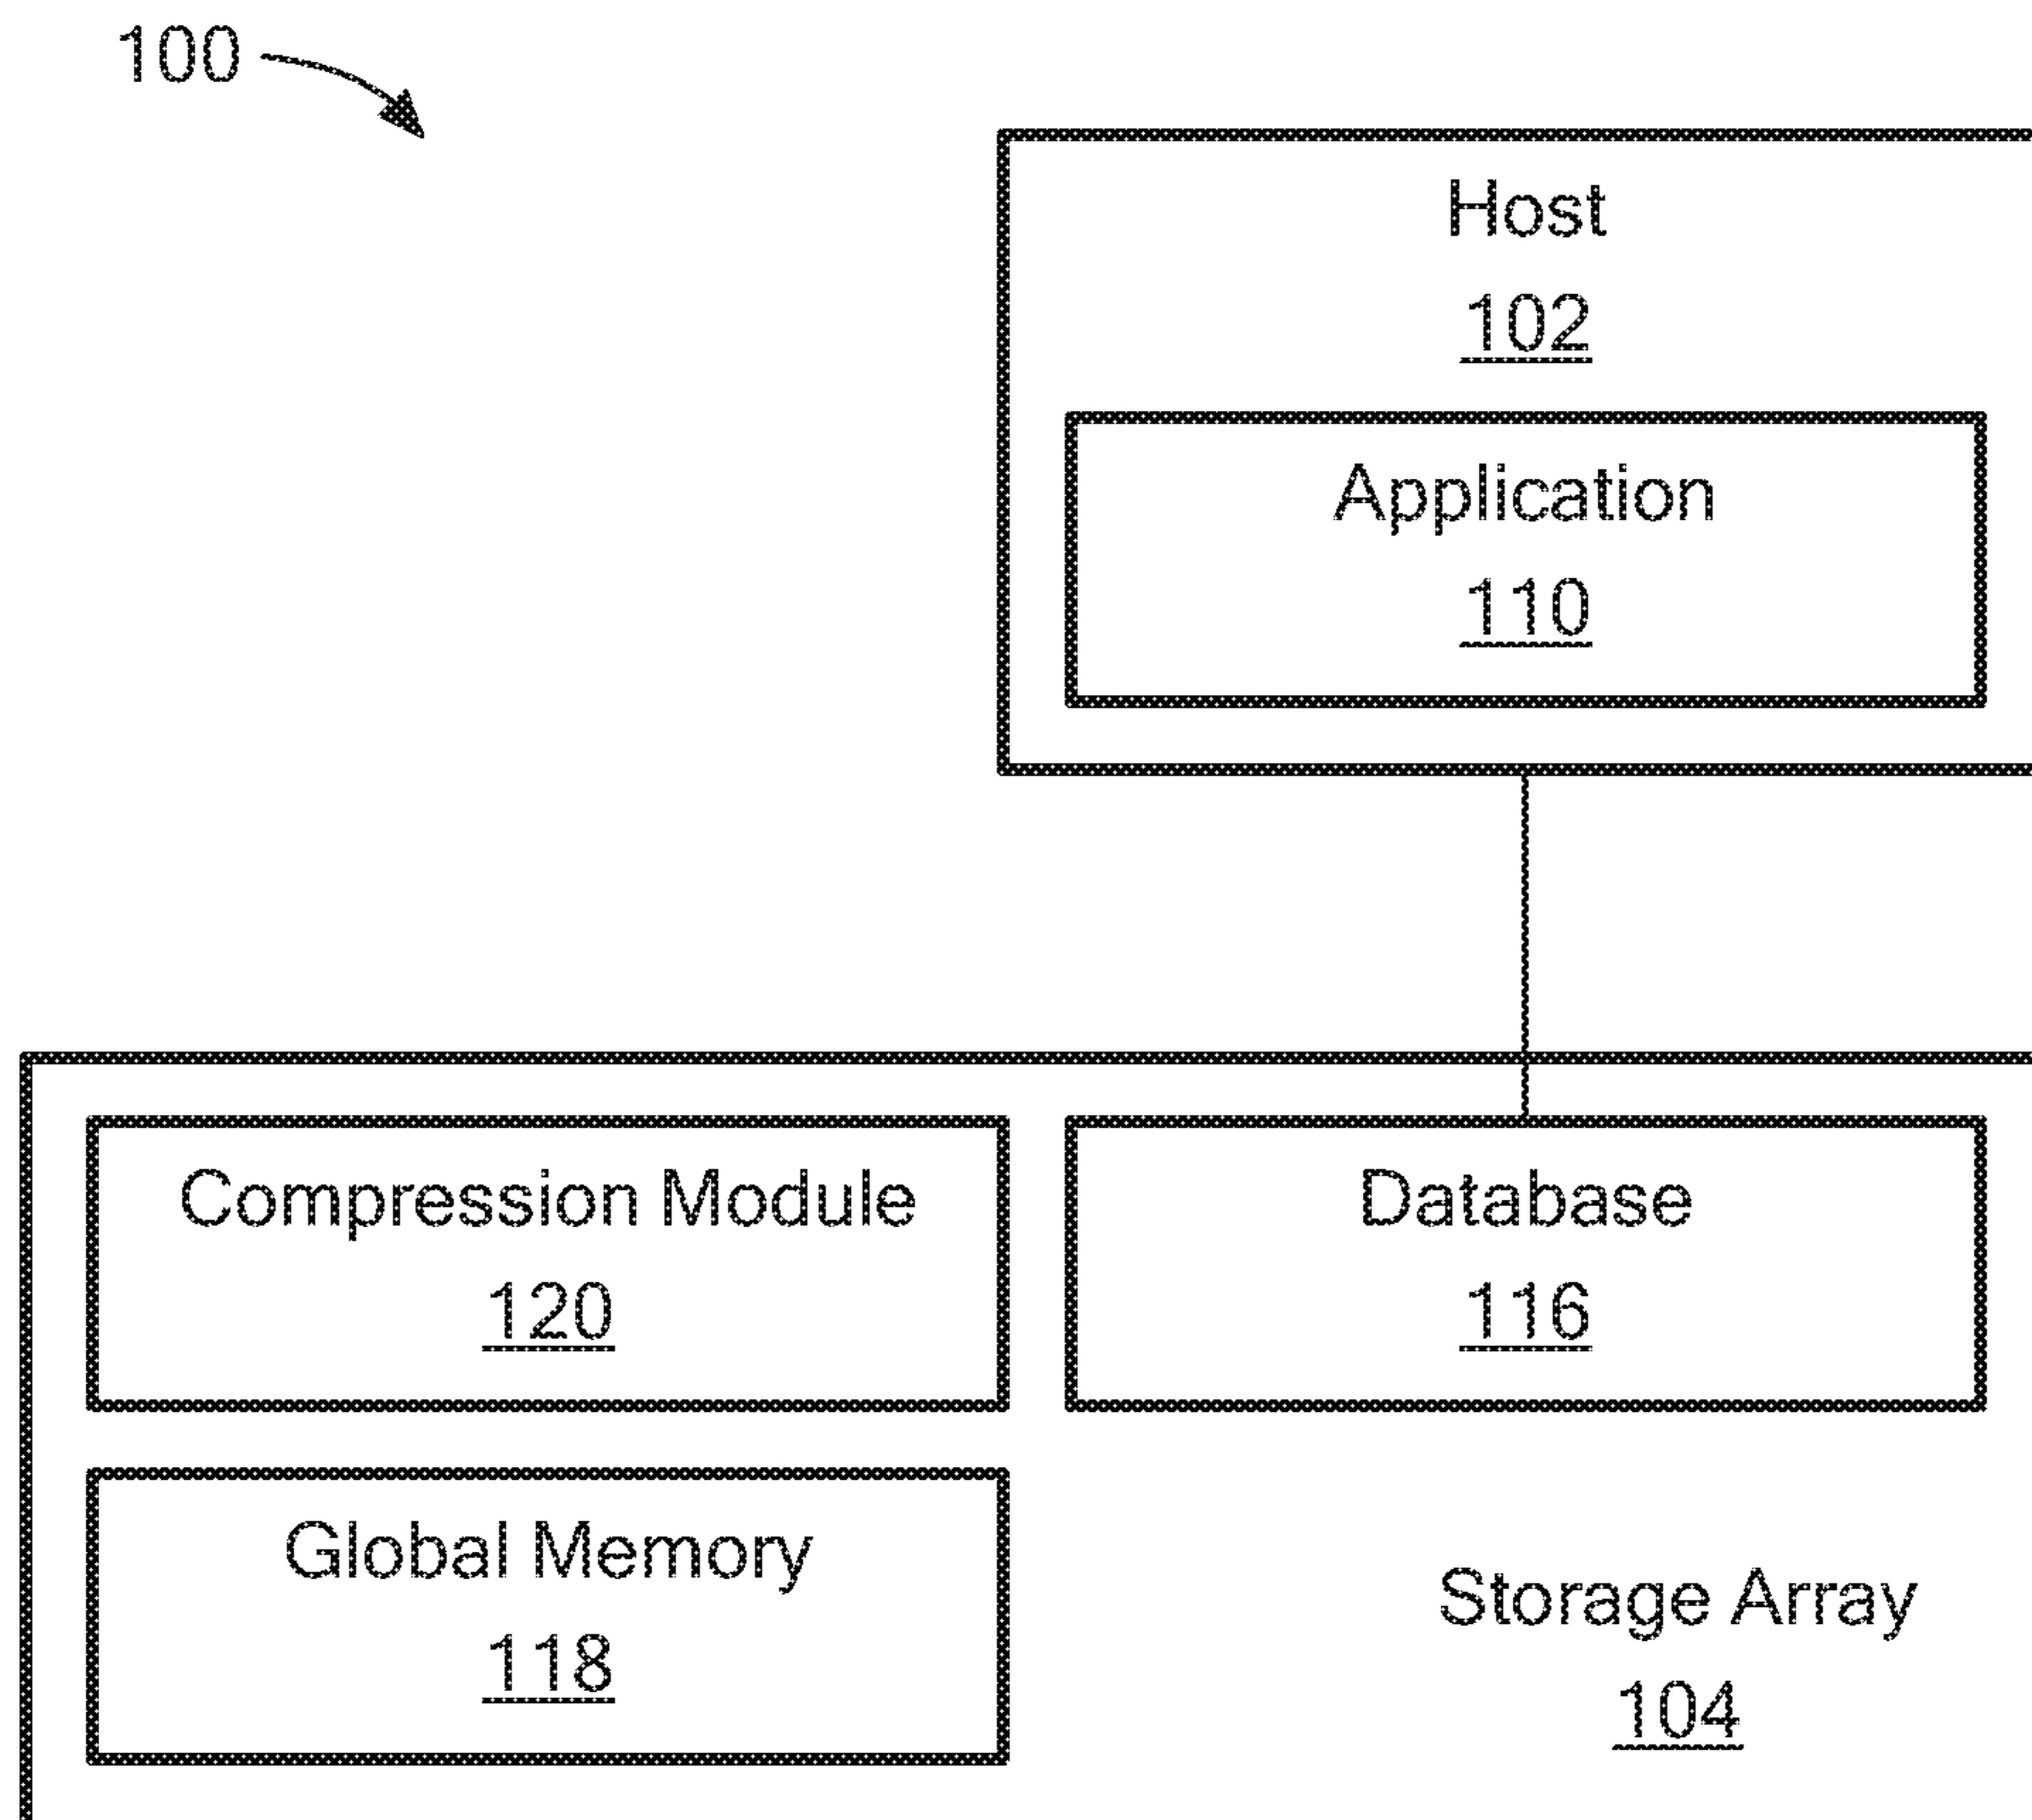 100
Host
102
Application
110
Compression Module
120
Database
116
Global Memory
118
Storage Array
104